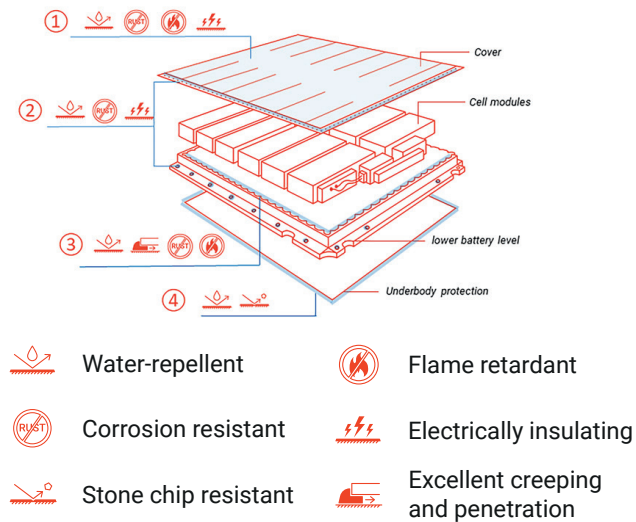 1
Cover
2
RUST
RUST
Cell modules
3
RUST
lower battery level
4
Underbody protection
Water-repellent
Flame retardant
RUST
Corrosion resistant
Electrically insulating
Stone chip resistant
Excellent creeping
and penetration